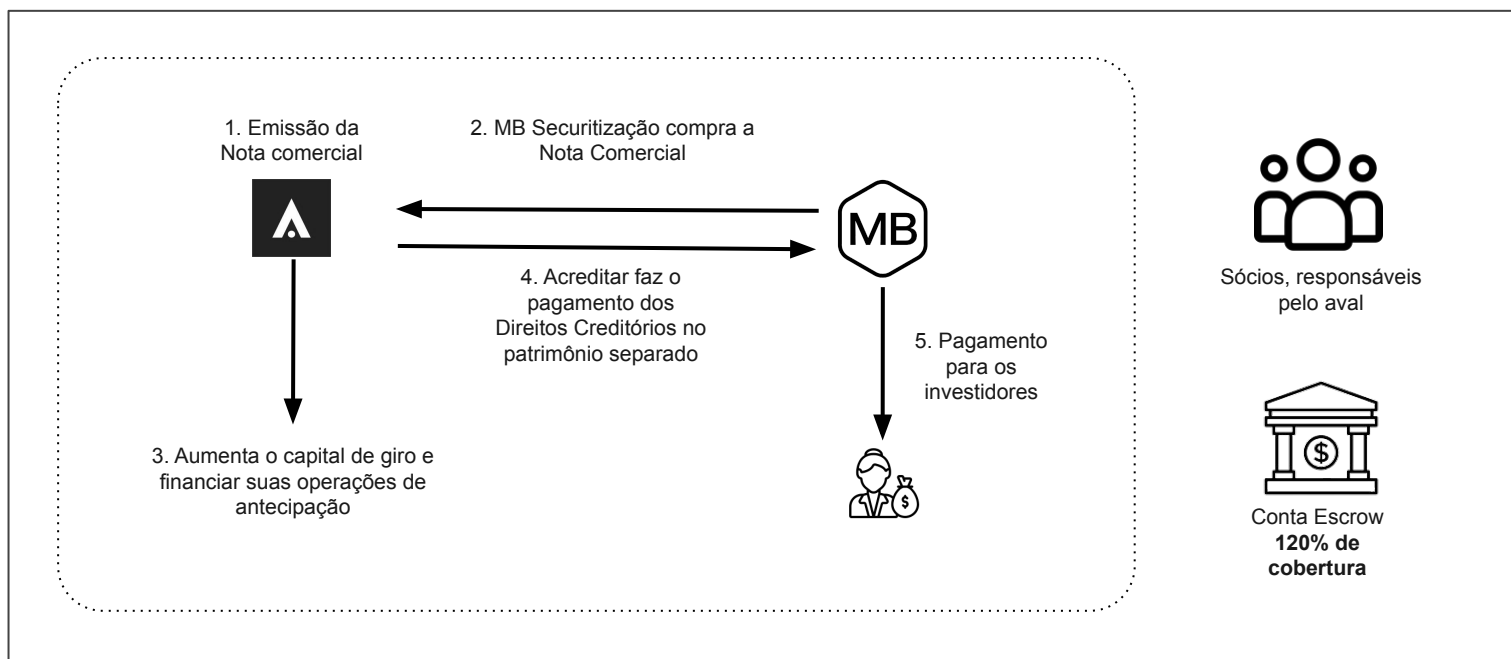 1. Emissão da
Nota comercial
2. MB Securitização compra a
Nota Comercial
MB
4. Acreditar faz o
pagamento dos
Direitos Creditórios no
patrimônio separado
5. Pagamento
para os
investidores
3. Aumenta o capital de giro e
financiar suas operações de
antecipação
$
Sócios, responsáveis
pelo aval
$
Conta Escrow
120% de
cobertura